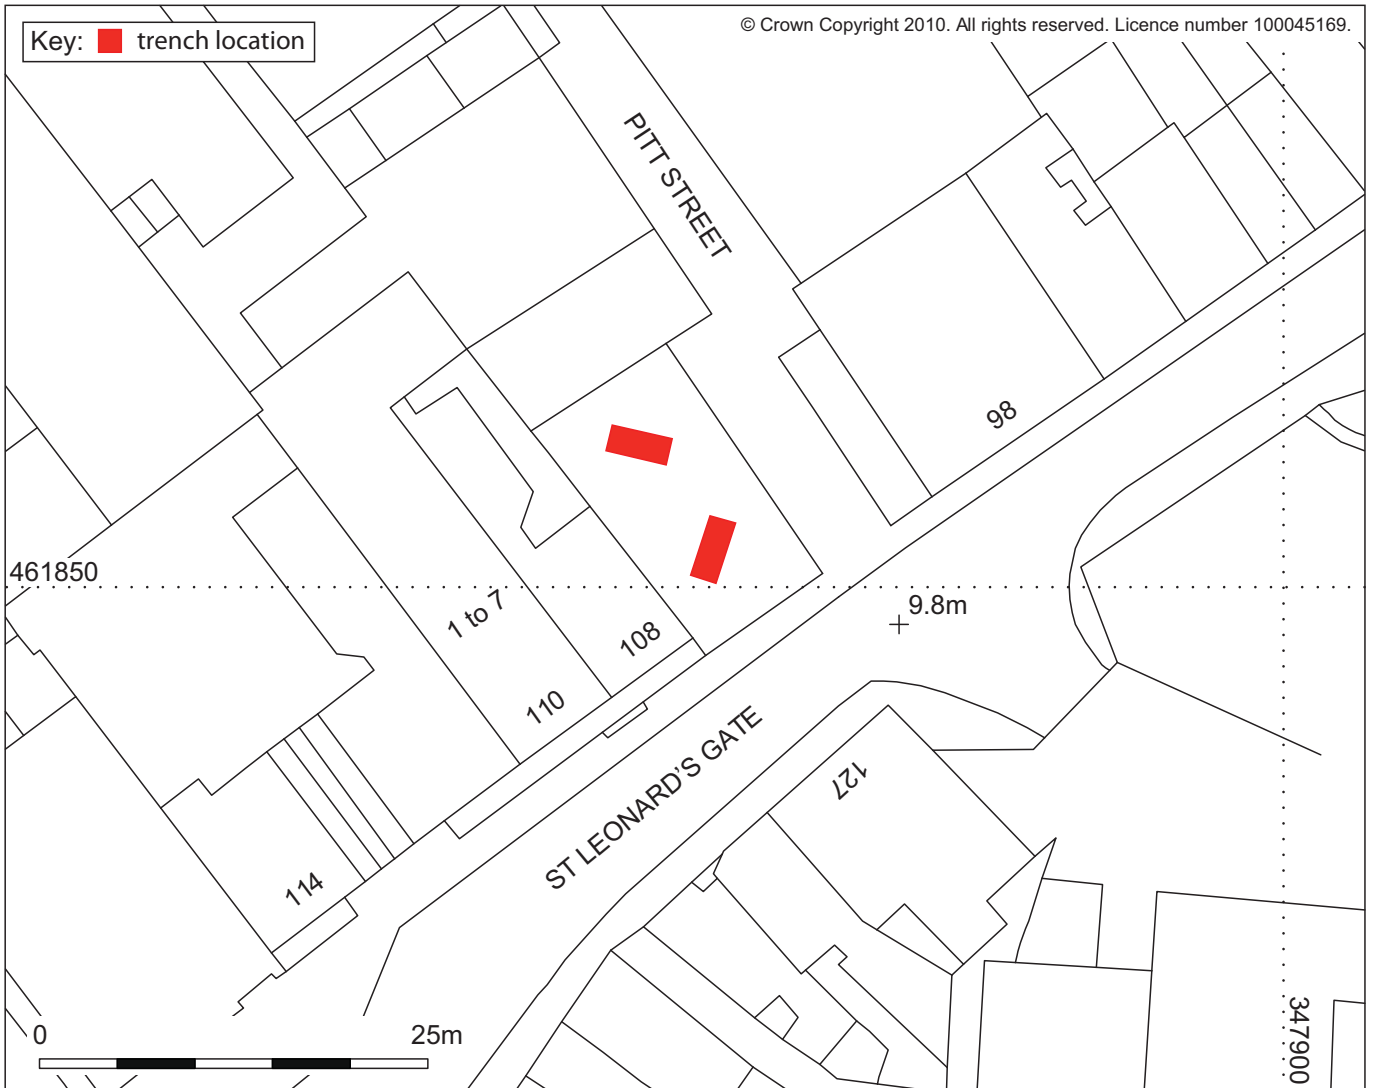 © Crown Copyright 2010. All rights reserved. Licence number 100045169.
Key: trench location
PITT STREET
98
461850
9.8m
1 to 7
108
110
ST LEONARD'S GATE
127
114
0 25m
347900